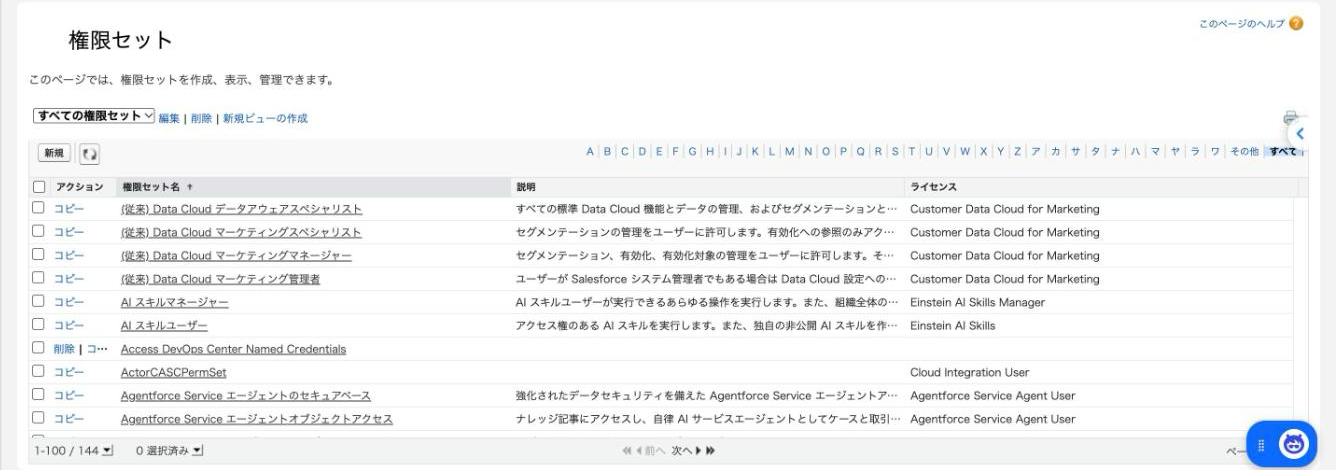 このページのヘルプ ?
権限セット
このページでは、権限セットを作成、表示、管理できます。
すべての権限セット 編集 | 削除 | 新規ビューの作成
新規 A | B | C | D | E | F | G | H | I | J | K | L | M | N | O | P | Q | R | S | T | U | V | W | X | Y | Z | ア | カ | サ | タ | ナ | ハ | マ | ヤ | ラ | ワ | その他 | すべて
アクション 権限セット名 ↑ 説明 ライセンス
コピー (従来) Data Cloud データアウェアスペシャリスト すべての標準 Data Cloud 機能とデータの管理、およびセグメンテーションと… Customer Data Cloud for Marketing
コピー (従来) Data Cloud マーケティングスペシャリスト セグメンテーションの管理をユーザーに許可します。有効化への参照のみアク… Customer Data Cloud for Marketing
コピー (従来) Data Cloud マーケティングマネージャー セグメンテーション、有効化、有効化対象の管理をユーザーに許可します。そ… Customer Data Cloud for Marketing
コピー (従来) Data Cloud マーケティング管理者 ユーザーが Salesforce システム管理者でもある場合は Data Cloud 設定への… Customer Data Cloud for Marketing
コピー AI スキルマネージャー AI スキルユーザーが実行できるあらゆる操作を実行します。また、組織全体の… Einstein AI Skills Manager
コピー AI スキルユーザー アクセス権のある AI スキルを実行します。また、独自の非公開 AI スキルを作… Einstein AI Skills
削除 | コ… Access DevOps Center Named Credentials
コピー ActorCASCPermSet Cloud Integration User
コピー Agentforce Service エージェントのセキュアベース 強化されたデータセキュリティを備えた Agentforce Service エージェントア… Agentforce Service Agent User
コピー Agentforce Service エージェントオブジェクトアクセス ナレッジ記事にアクセスし、自律 AI サービスエージェントとしてケースと取引… Agentforce Service Agent User
1-100 / 144 0 選択済み 前へ 次へ ペー